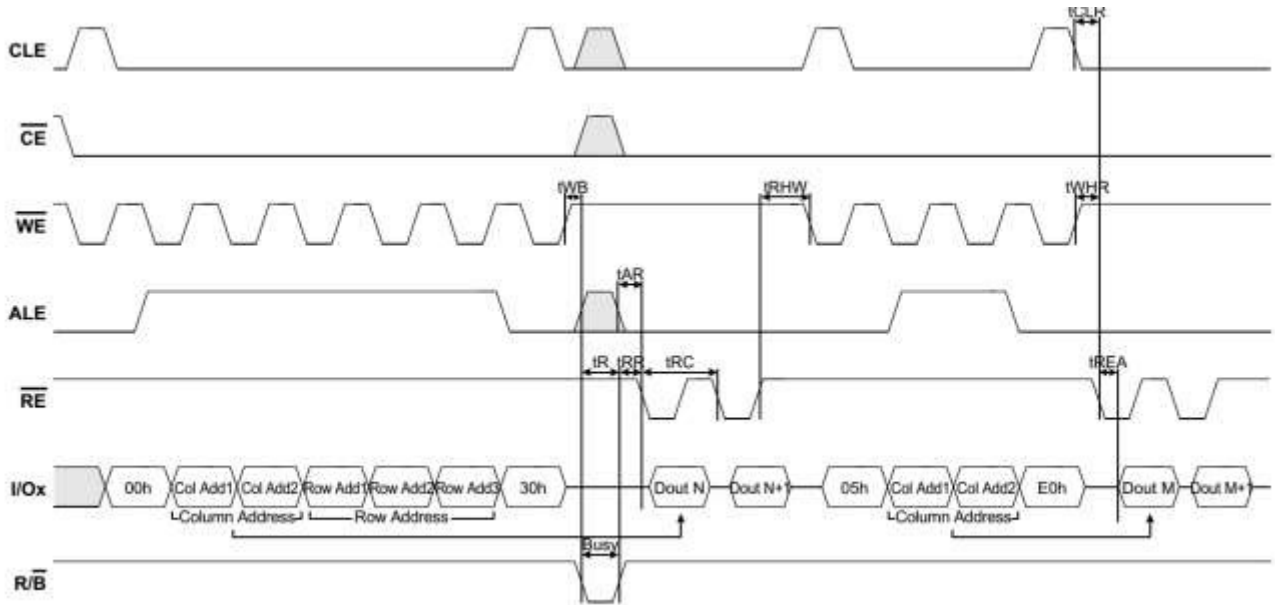 tCLR
CLE
CE
tWB tRHW tWHR
WE
tAR
ALE
tR tRR tRC tREA
RE
I/Ox 00h Col Add1 Col Add2 Row Add1 Row Add2 Row Add3 30h Dout N Dout N+1 05h Col Add1 Col Add2 E0h Dout M Dout M+1
Column Address Row Address Column Address
Busy
R/B